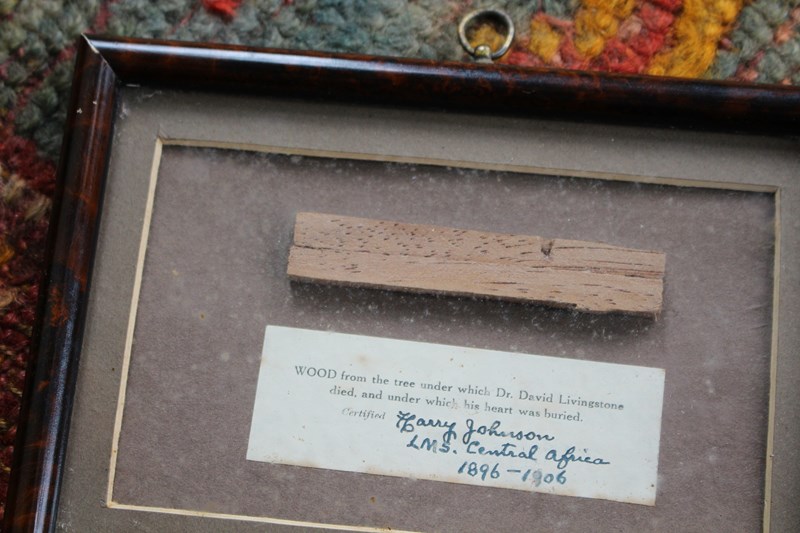 WOOD from the tree under which Dr. David Livingstone
died, and under which his heart was buried.
Certified Harry Johnson
LMS. Central Africa
1896-1906